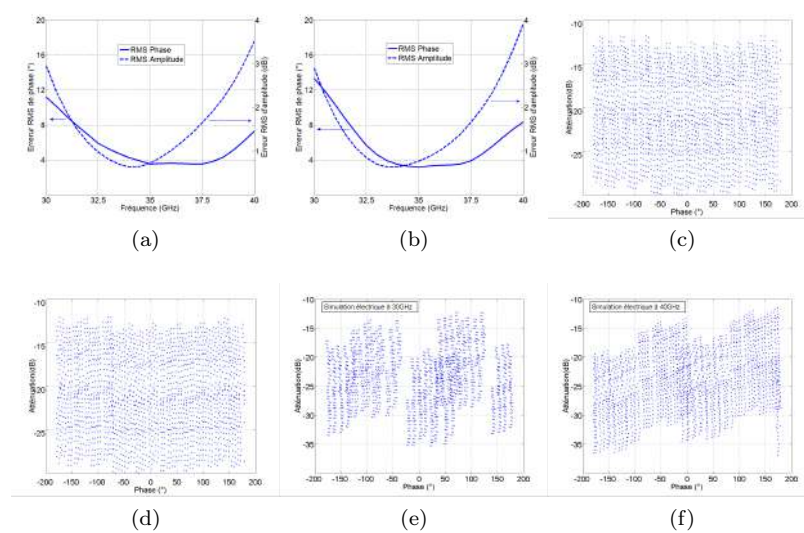 20
16
12
8
4
Erreur RMS de phase (°)
RMS Phase
RMS Amplitude
4
3
2
1
Erreur RMS d'amplitude (dB)
30 32.5 35 37.5 40
Fréquence (GHz)
(a)
20
16
12
8
4
Erreur RMS de phase (°)
RMS Phase
RMS Amplitude
4
3
2
1
Erreur RMS d'amplitude (dB)
30 32.5 35 37.5 40
Fréquence (GHz)
(b)
-10
-15
-20
-25
Atténuation(dB)
-200 -150 -100 -50 0 50 100 150 200
Phase (°)
(c)
-10
-15
-20
-25
Atténuation(dB)
-200 -150 -100 -50 0 50 100 150 200
Phase (°)
(d)
Simulation électrique à 30GHz
-10
-15
-20
-25
-30
-35
-40
Atténuation(dB)
-200 -150 -100 -50 0 50 100 150 200
Phase (°)
(e)
Simulation électrique à 40GHz
-10
-15
-20
-25
-30
-35
-40
Atténuation(dB)
-200 -150 -100 -50 0 50 100 150 200
Phase (°)
(f)